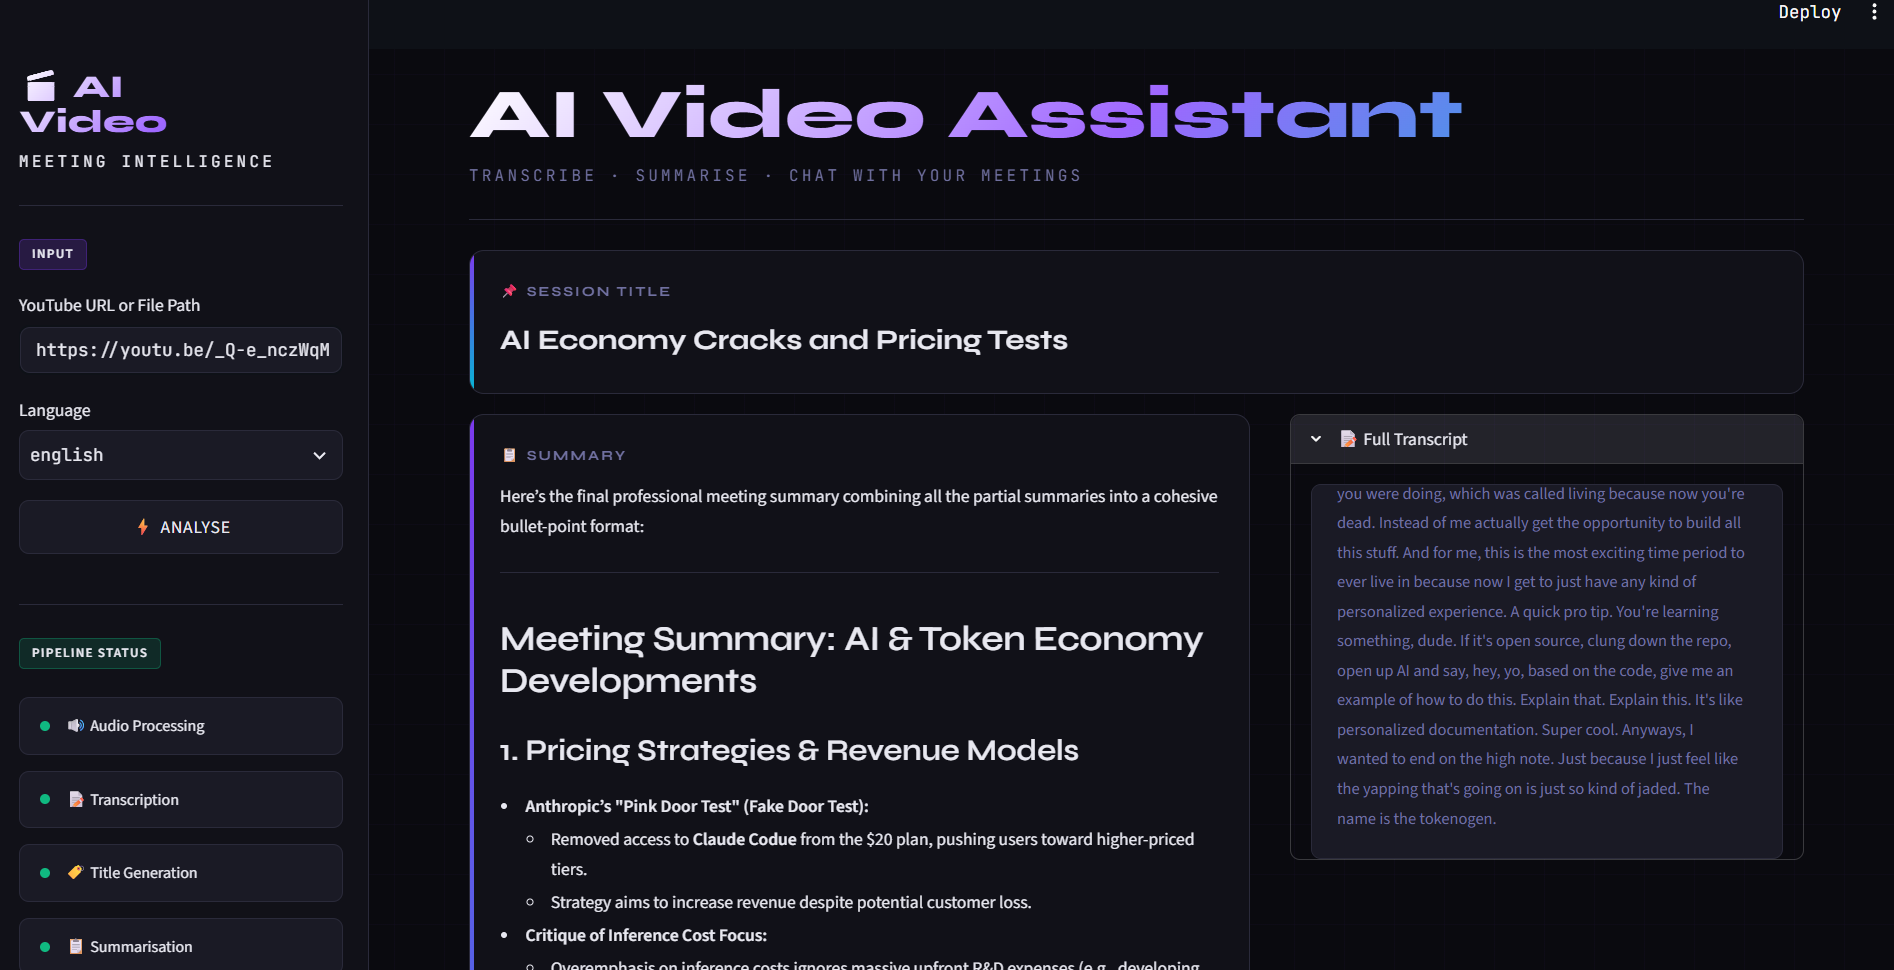 Deploy
AI
Video
MEETING INTELLIGENCE
INPUT
YouTube URL or File Path
https://youtu.be/_Q-e_nczWqM
Language
english
ANALYSE
PIPELINE STATUS
Audio Processing
Transcription
Title Generation
Summarisation
AI Video Assistant
TRANSCRIBE · SUMMARISE · CHAT WITH YOUR MEETINGS
SESSION TITLE
AI Economy Cracks and Pricing Tests
SUMMARY
Here’s the final professional meeting summary combining all the partial summaries into a cohesive
bullet-point format:
Meeting Summary: AI & Token Economy
Developments
1. Pricing Strategies & Revenue Models
• Anthropic’s "Pink Door Test" (Fake Door Test):
◦ Removed access to Claude Codue from the $20 plan, pushing users toward higher-priced
tiers.
◦ Strategy aims to increase revenue despite potential customer loss.
• Critique of Inference Cost Focus:
◦ Overemphasis on inference costs ignores massive upfront R&D expenses (e.g., developing
Full Transcript
you were doing, which was called living because now you're
dead. Instead of me actually get the opportunity to build all
this stuff. And for me, this is the most exciting time period to
ever live in because now I get to just have any kind of
personalized experience. A quick pro tip. You're learning
something, dude. If it's open source, clung down the repo,
open up AI and say, hey, yo, based on the code, give me an
example of how to do this. Explain that. Explain this. It's like
personalized documentation. Super cool. Anyways, I
wanted to end on the high note. Just because I just feel like
the yapping that's going on is just so kind of jaded. The
name is the tokenogen.